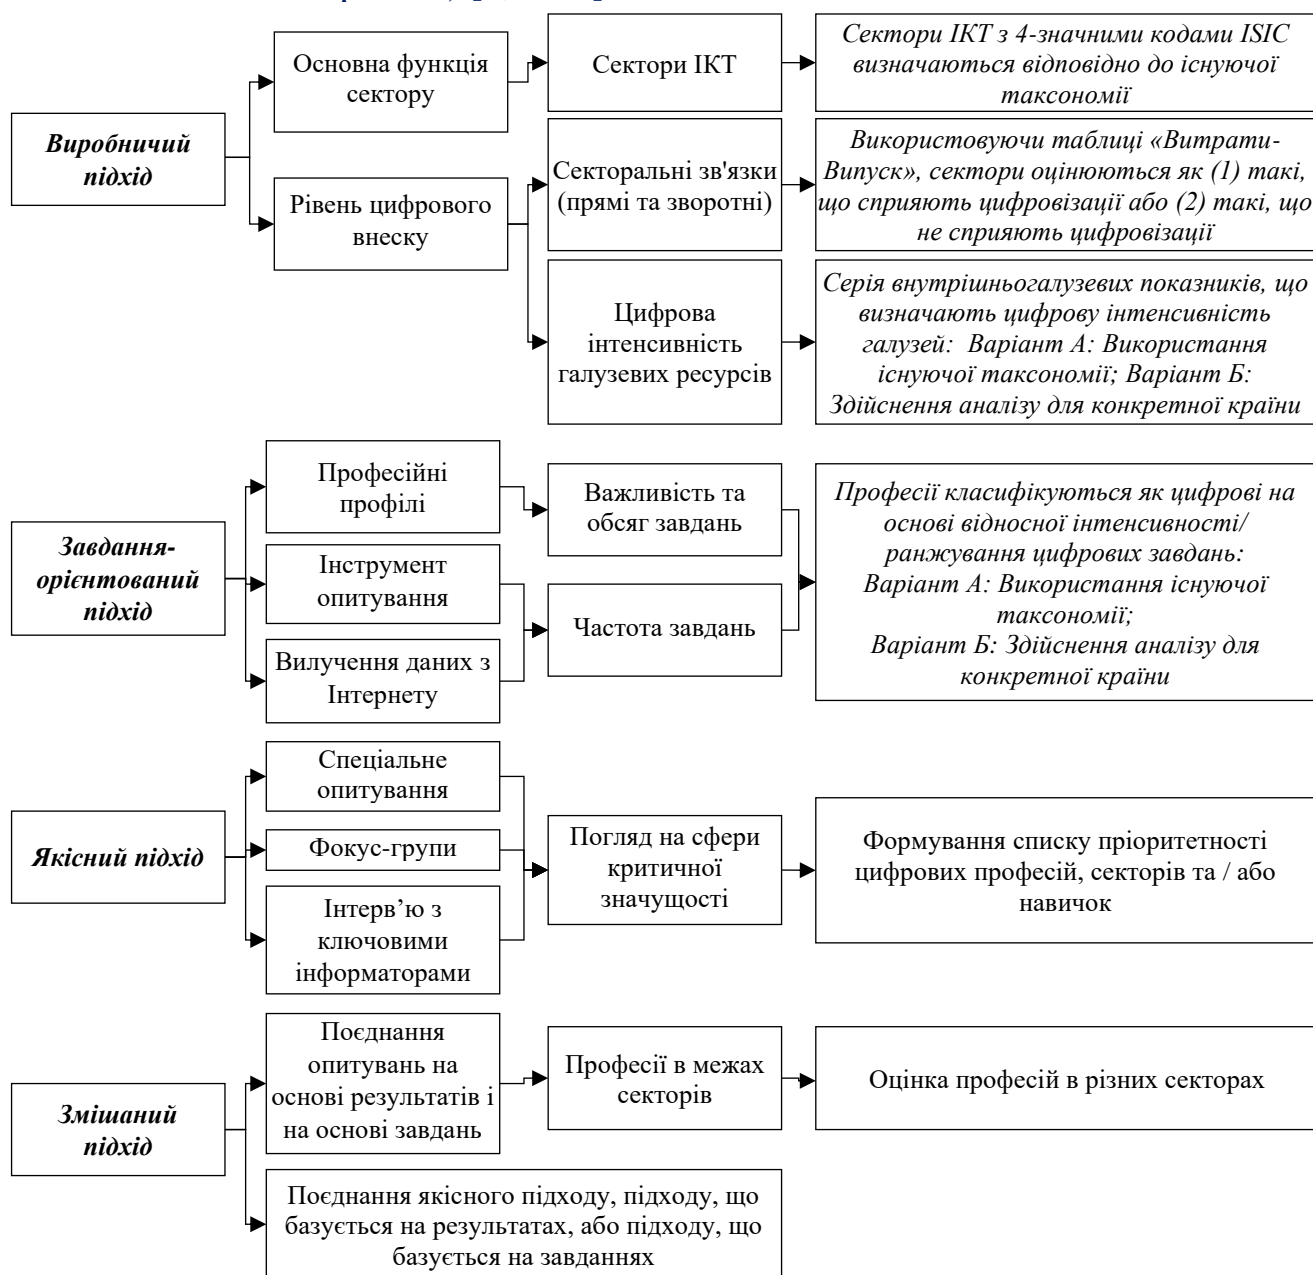 Основна функція
сектору
Сектори ІКТ
Сектори ІКТ з 4-значними кодами ISIC
визначаються відповідно до існуючої
таксономії
Виробничий
підхід
Рівень цифрового
внеску
Секторальні зв'язки
(прямі та зворотні)
Використовуючи таблиці «Витрати-
Випуск», сектори оцінюються як (1) такі,
що сприяють цифровізації або (2) такі, що
не сприяють цифровізації
Цифрова
інтенсивність
галузевих ресурсів
Серія внутрішньогалузевих показників, що
визначають цифрову інтенсивність
галузей: Варіант А: Використання
існуючої таксономії; Варіант Б:
Здійснення аналізу для конкретної країни
Завдання-
орієнтований
підхід
Професійні
профілі
Інструмент
опитування
Вилучення даних з
Інтернету
Важливість та
обсяг завдань
Частота завдань
Професії класифікуються як цифрові на
основі відносної інтенсивності/
ранжування цифрових завдань:
Варіант А: Використання існуючої
таксономії;
Варіант Б: Здійснення аналізу для
конкретної країни
Якісний підхід
Спеціальне
опитування
Фокус-групи
Інтерв’ю з
ключовими
інформаторами
Погляд на сфери
критичної
значущості
Формування списку пріоритетності
цифрових професій, секторів та / або
навичок
Змішаний
підхід
Поєднання
опитувань на
основі результатів і
на основі завдань
Професії в межах
секторів
Оцінка професій в різних секторах
Поєднання якісного підходу, підходу, що
базується на результатах, або підходу, що
базується на завданнях